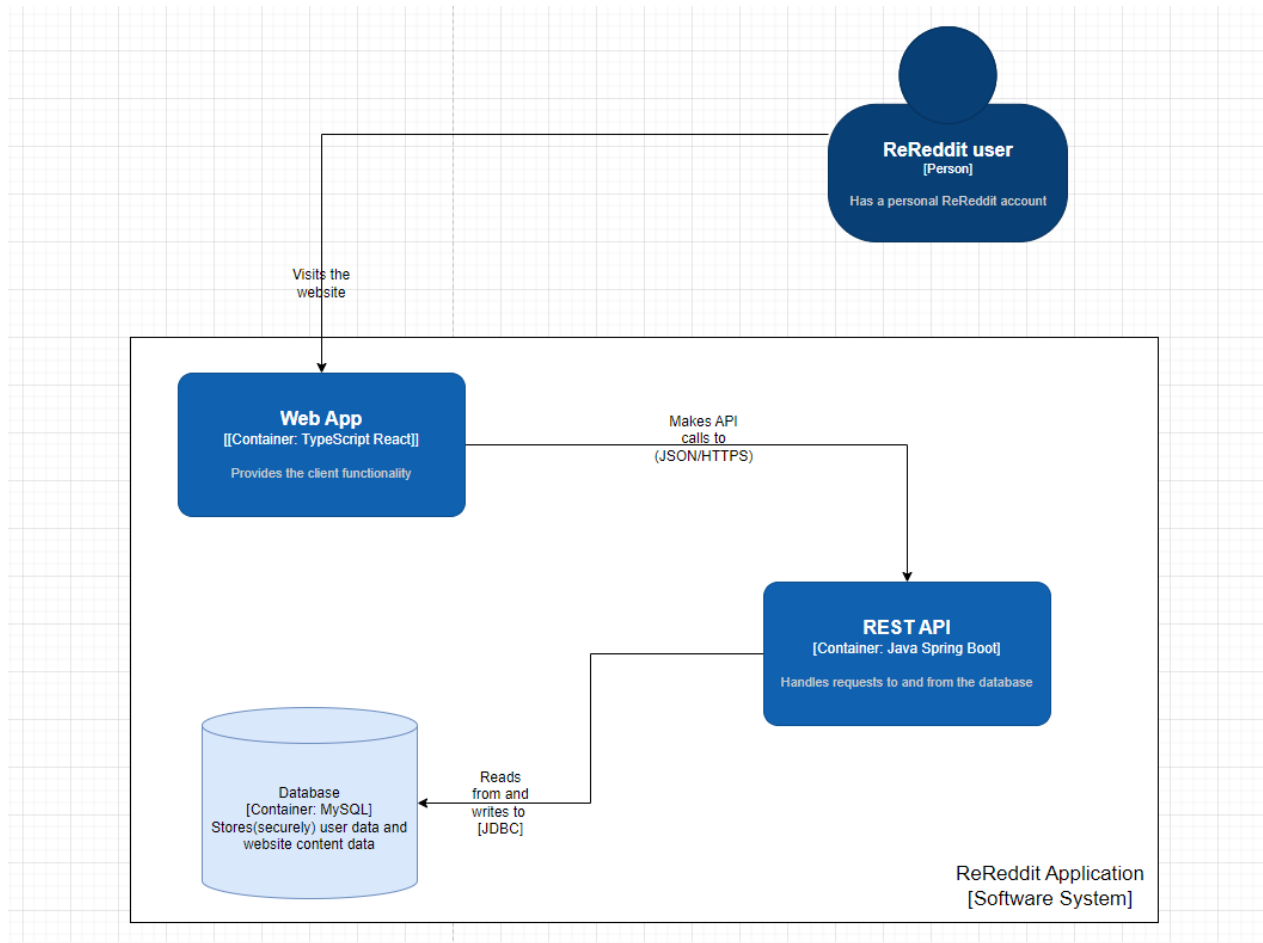 ReReddit user
[Person]
Has a personal ReReddit account
Visits the
website
Web App
[[Container: TypeScript React]]
Provides the client functionality
Makes API
calls to
(JSON/HTTPS)
REST API
[Container: Java Spring Boot]
Handles requests to and from the database
Database
[Container: MySQL]
Stores(securely) user data and
website content data
Reads
from and
writes to
[JDBC]
ReReddit Application
[Software System]